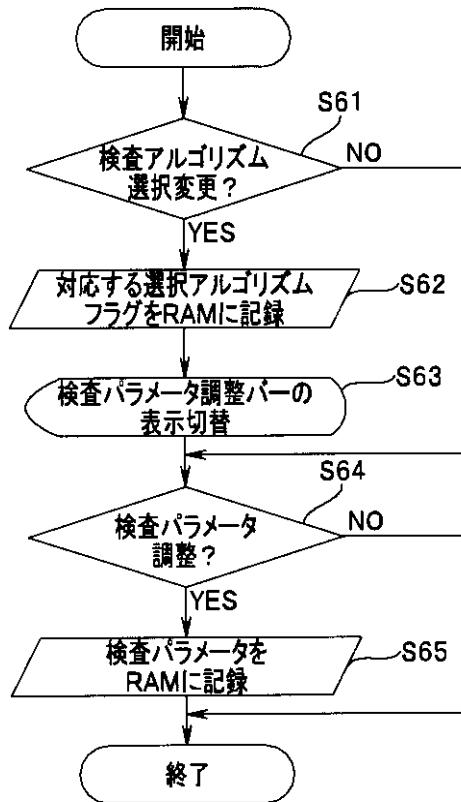 開始
S61
検査アルゴリズム
選択変更?
NO
YES
対応する選択アルゴリズム
フラグをRAMに記録
S62
検査パラメータ調整バーの
表示切替
S63
S64
検査パラメータ
調整?
NO
YES
検査パラメータを
RAMに記録
S65
終了